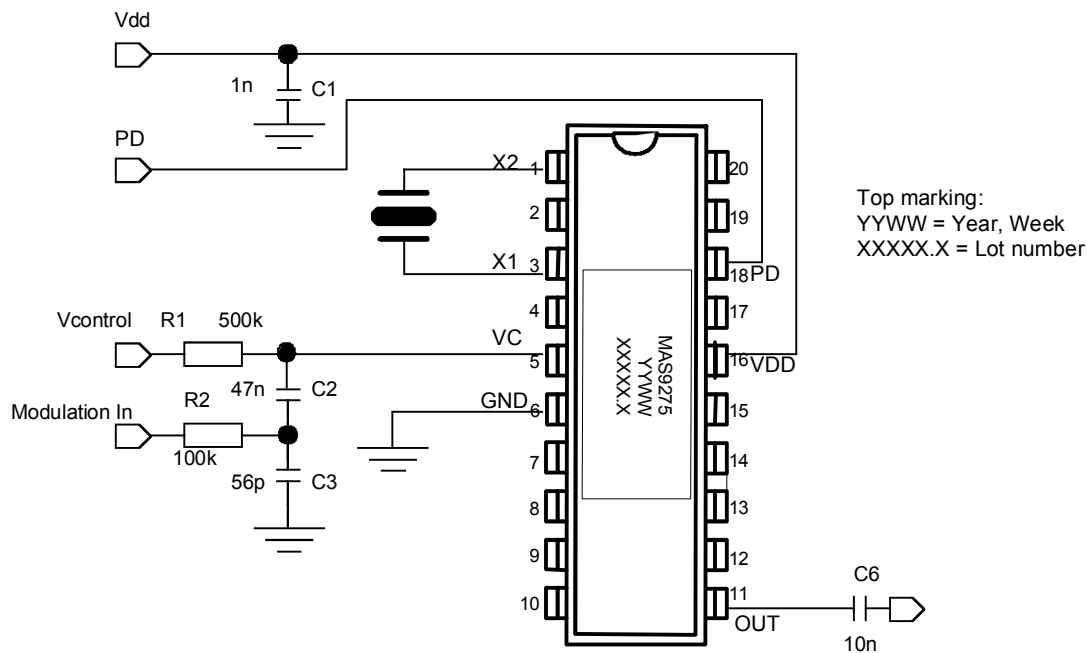 Vdd
1n
C1
PD
X2
1
20
2
19
X1
3
18
PD
4
17
Vcontrol
R1
500k
VC
5
16
VDD
47n
C2
Modulation In
R2
100k
GND
6
15
56p
C3
7
14
8
13
9
12
10
11
OUT
C6
10n
MAS9275
YYWW
XXXXX.X
Top marking:
YYWW = Year, Week
XXXXX.X = Lot number